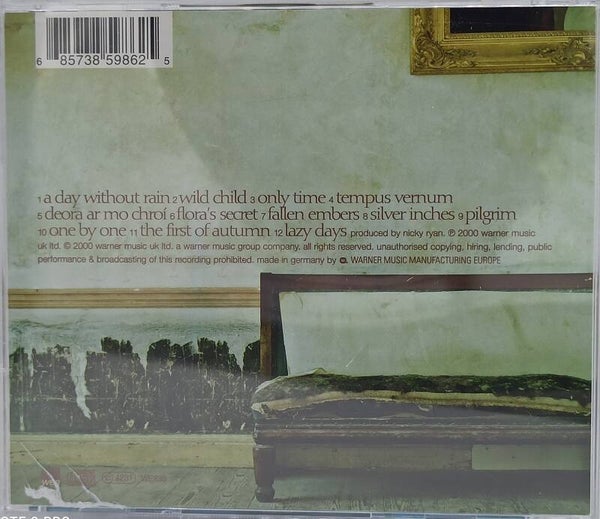 6 85738 59862 5
1 a day without rain 2 wild child 3 only time 4 tempus vernum
5 deora ar mo chroí 6 flora's secret 7 fallen embers 8 silver inches 9 pilgrim
10 one by one 11 the first of autumn 12 lazy days produced by nicky ryan. ℗ 2000 warner music
uk ltd. © 2000 warner music uk ltd. a warner music group company. all rights reserved. unauthorised copying, hiring, lending, public
performance & broadcasting of this recording prohibited. made in germany by WARNER MUSIC MANUFACTURING EUROPE